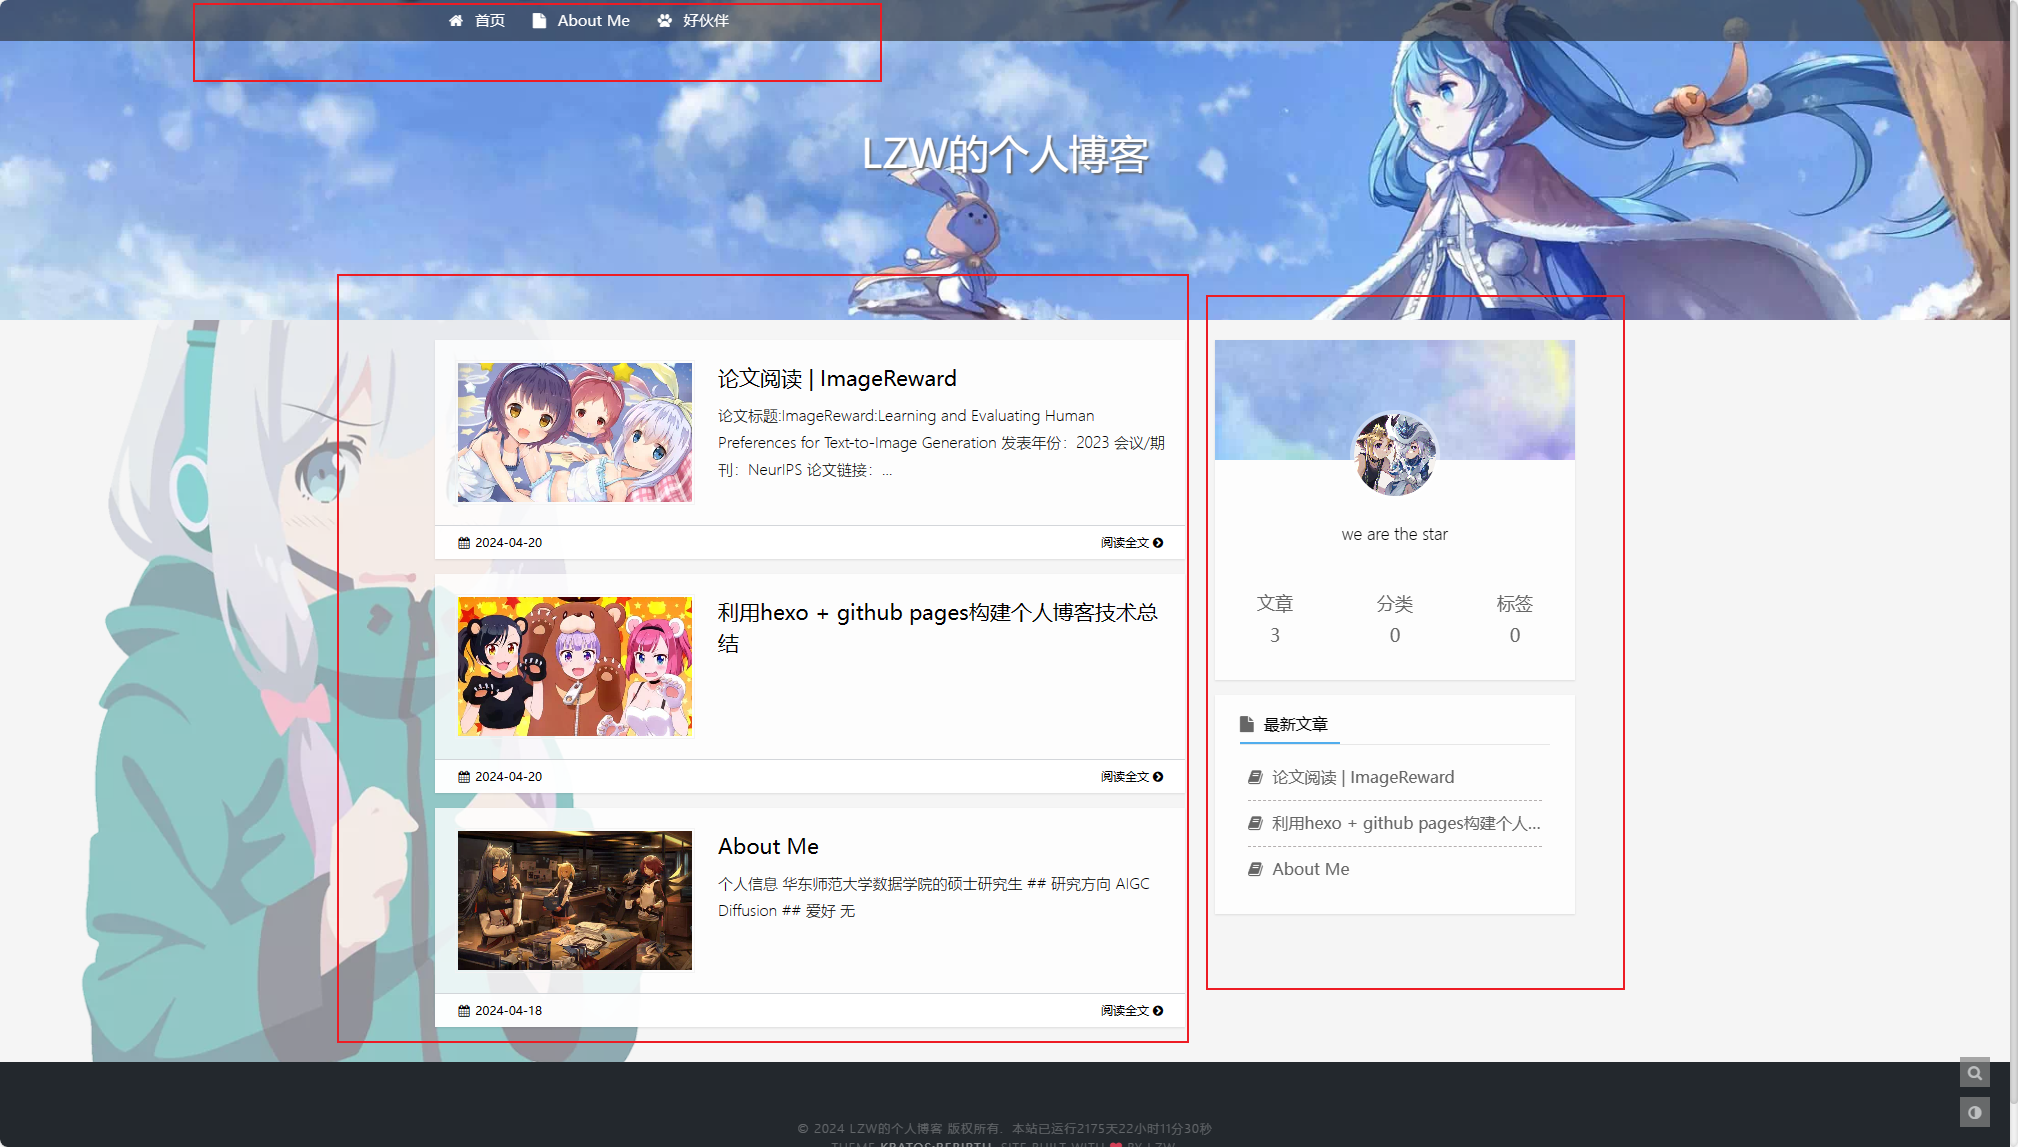 首页 About Me 好伙伴
LZW的个人博客
论文阅读 | ImageReward
论文标题:ImageReward:Learning and Evaluating Human
Preferences for Text-to-Image Generation 发表年份：2023 会议/期
刊：NeurIPS 论文链接：...
2024-04-20 阅读全文
利用hexo + github pages构建个人博客技术总
结
2024-04-20 阅读全文
About Me
个人信息 华东师范大学数据学院的硕士研究生 ## 研究方向 AIGC
Diffusion ## 爱好 无
2024-04-18 阅读全文
we are the star
文章 分类 标签
3 0 0
最新文章
论文阅读 | ImageReward
利用hexo + github pages构建个人...
About Me
© 2024 LZW的个人博客 版权所有. 本站已运行2175天22小时11分30秒
THEME KRATOS:REBIRTH. SITE BUILT WITH ❤ BY LZW.